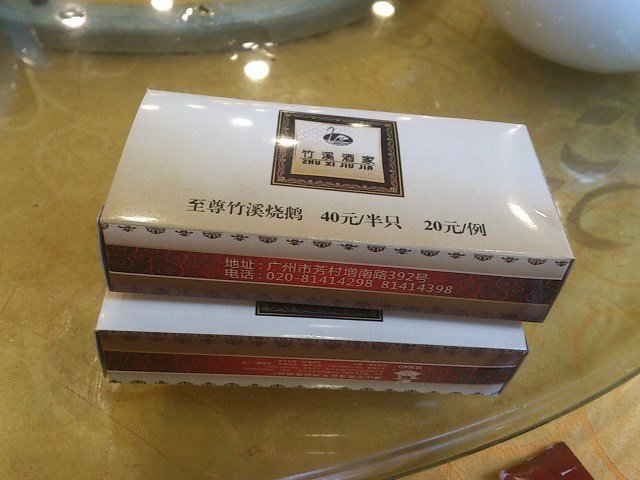 竹溪酒家
ZHU XI JIU JIA
至尊竹溪烧鹅 40元/半只 20元/例
地址:广州市芳村增南路392号
电话:020-81414298 81414398